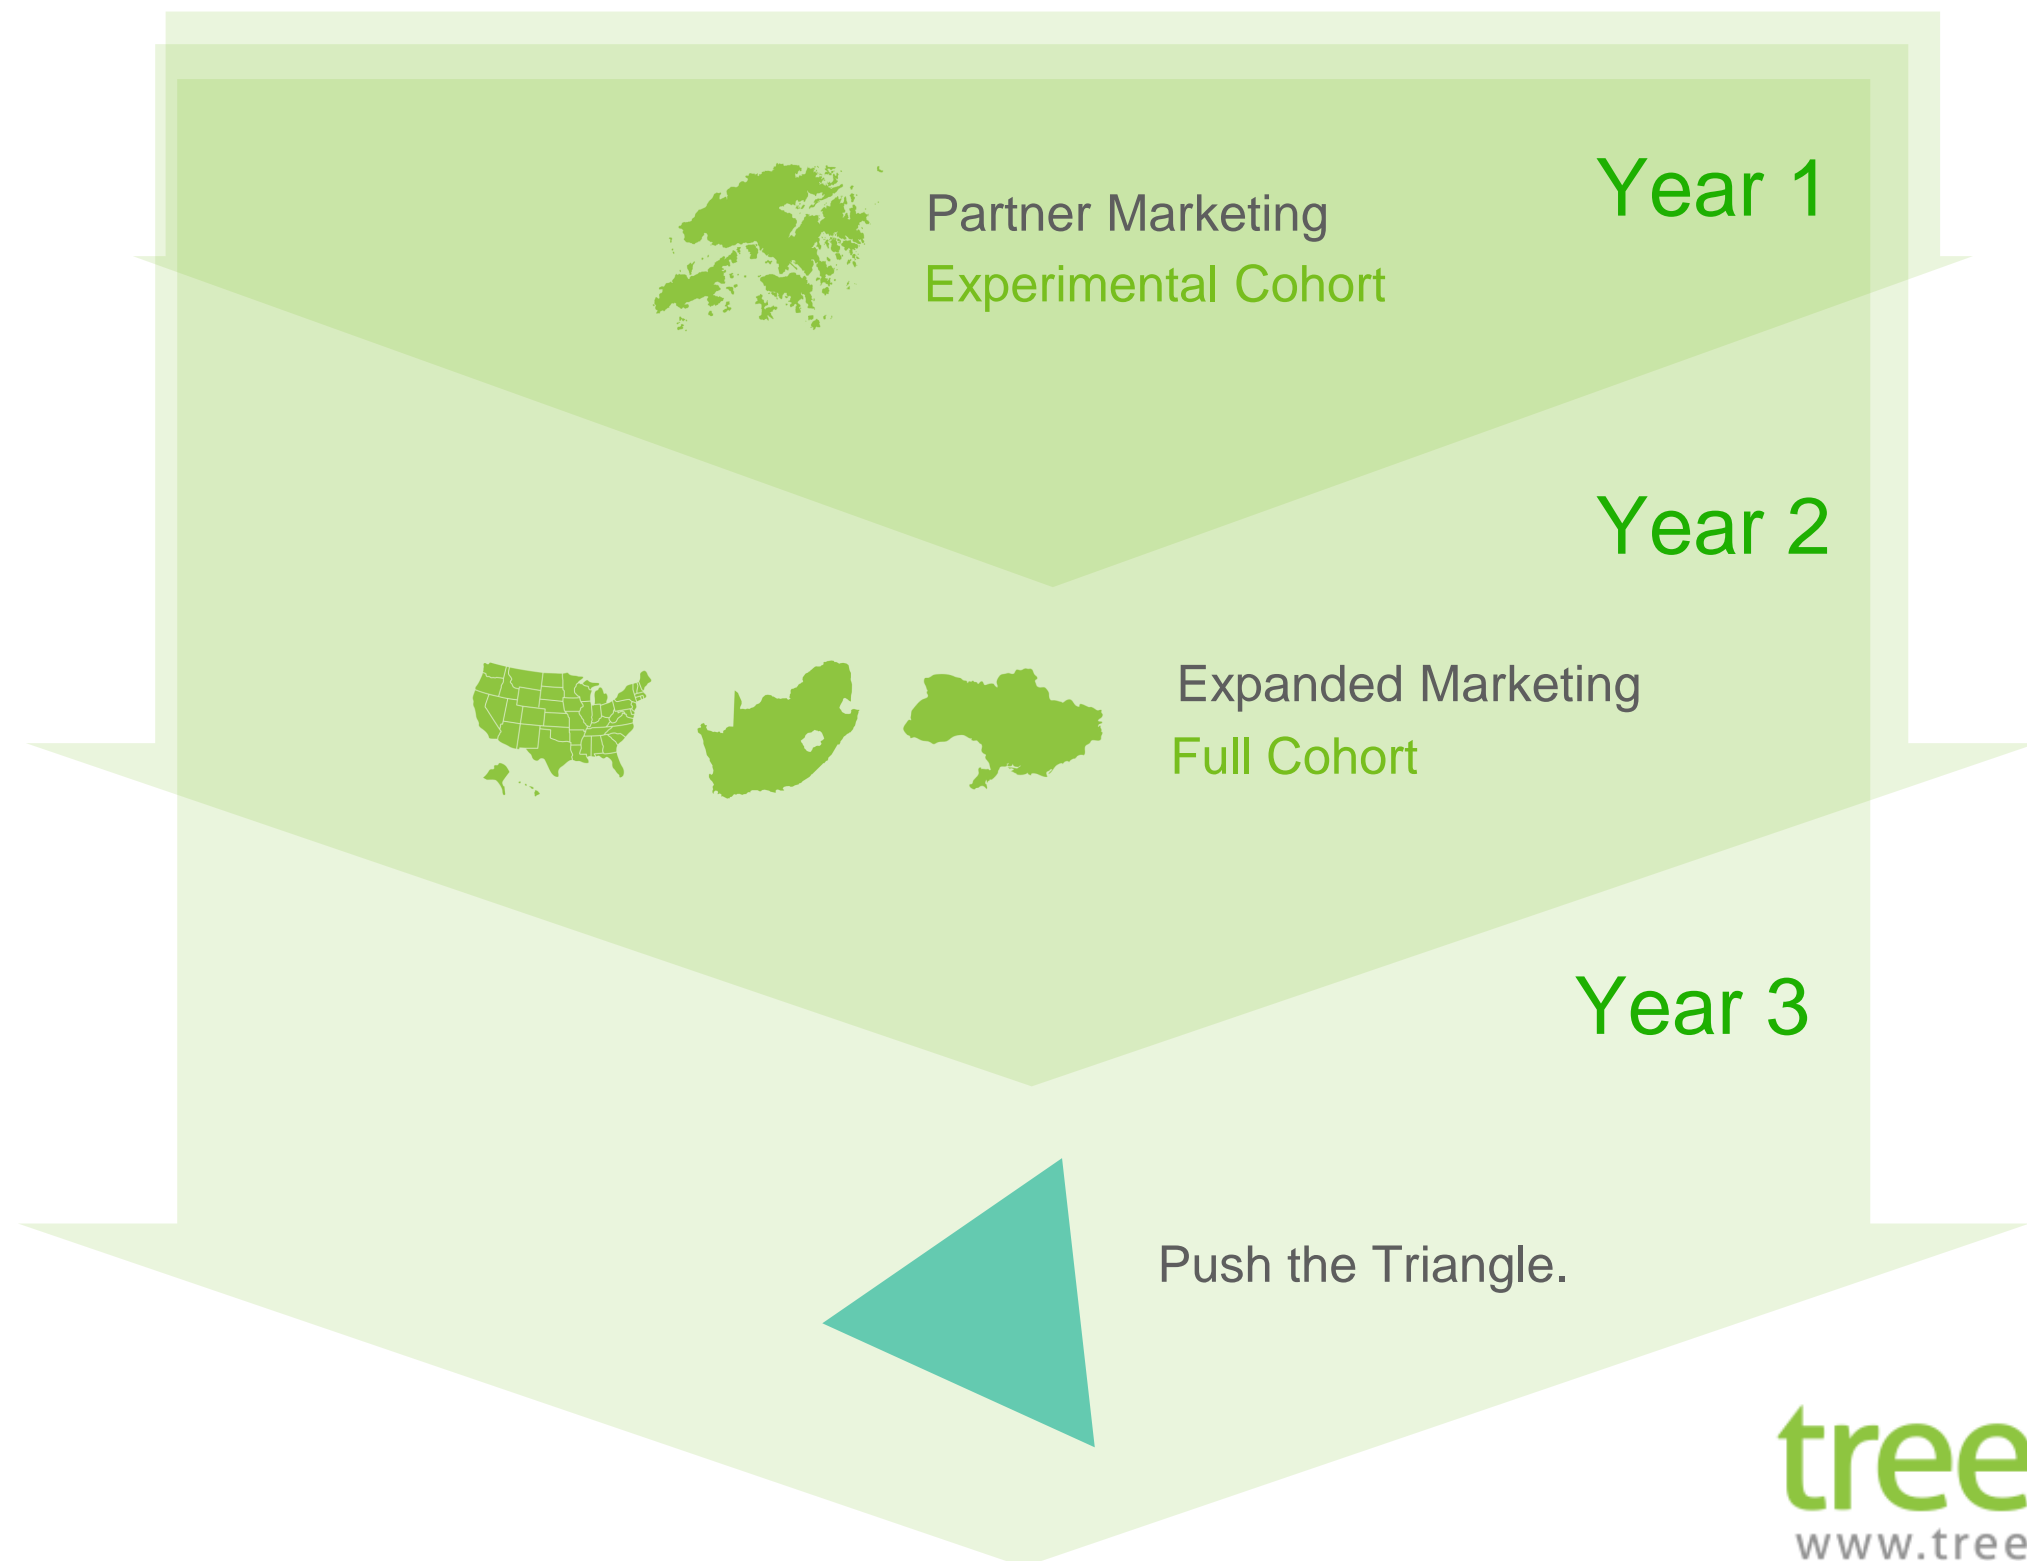 Year 1
Partner Marketing
Experimental Cohort
Year 2
Expanded Marketing
Full Cohort
Year 3
Push the Triangle.
tree
www.tree